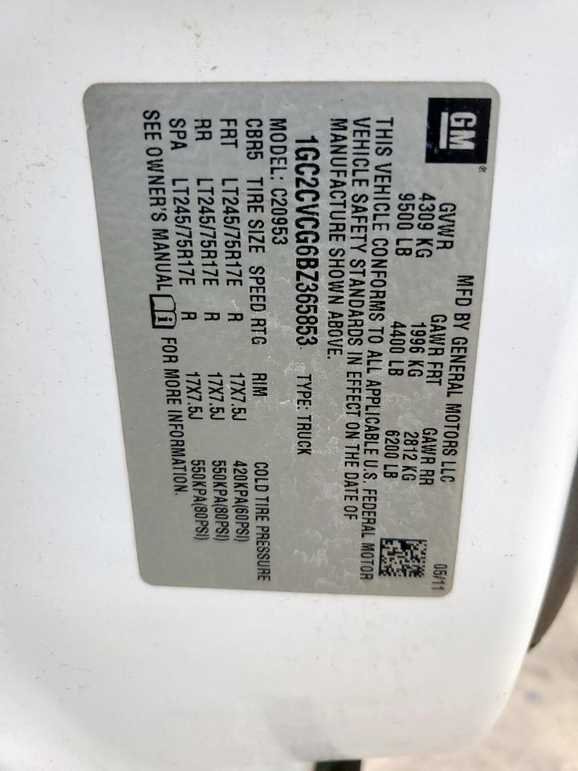 GM®
MFD BY GENERAL MOTORS LLC
05/11
GVWR GAWR FRT GAWR RR
4309 KG 1996 KG 2812 KG
9500 LB 4400 LB 6200 LB
THIS VEHICLE CONFORMS TO ALL APPLICABLE U.S. FEDERAL MOTOR
VEHICLE SAFETY STANDARDS IN EFFECT ON THE DATE OF
MANUFACTURE SHOWN ABOVE.
1GC2CVCG6BZ365853 TYPE: TRUCK
MODEL: C20953
CBR5 TIRE SIZE SPEED RTG RIM COLD TIRE PRESSURE
FRT LT245/75R17E R 17X7.5J 420KPA(60PSI)
RR LT245/75R17E R 17X7.5J 550KPA(80PSI)
SPA LT245/75R17E R 17X7.5J 550KPA(80PSI)
SEE OWNER'S MANUAL FOR MORE INFORMATION.